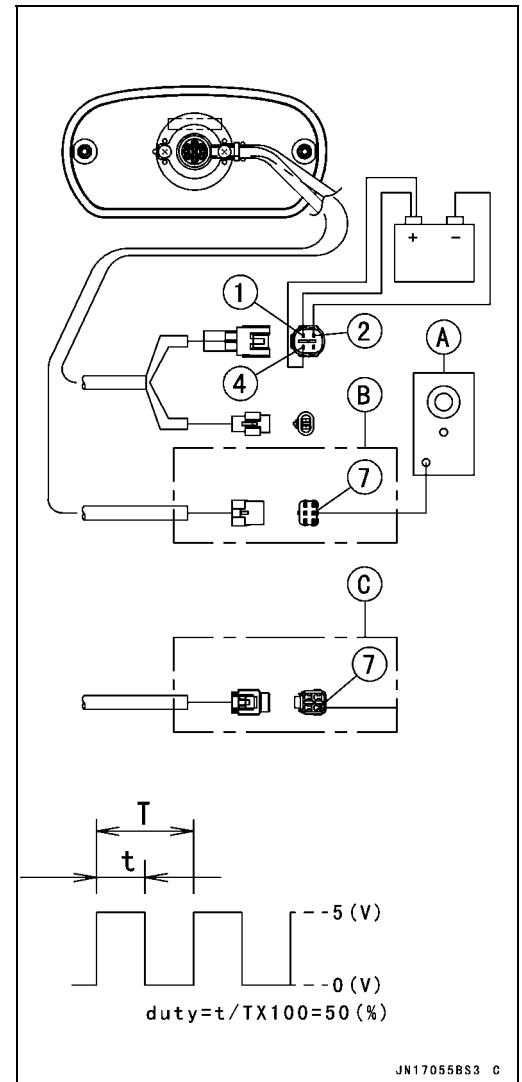 + −
1
2
A
4
B
7
C
7
T
t
5 (V)
0 (V)
duty=t/TX100=50(%)
JN17055BS3 C